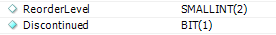 ReorderLevel SMALLINT(2)
Discontinued BIT(1)